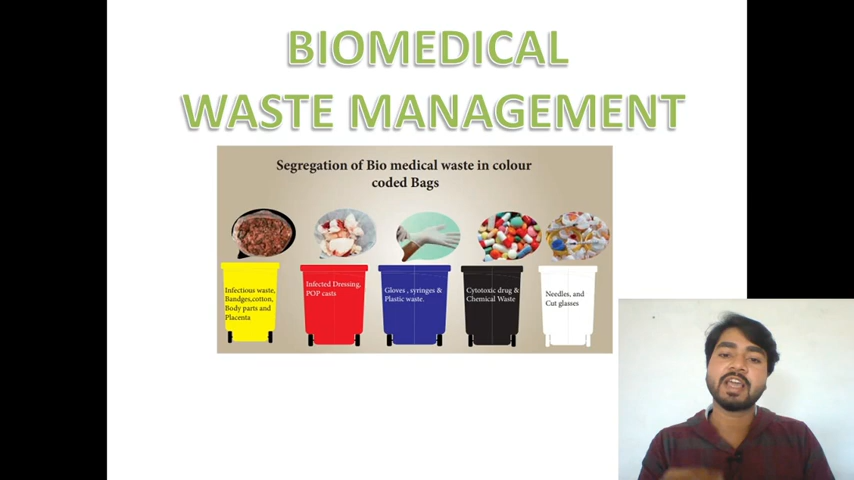 BIOMEDICAL
WASTE MANAGEMENT
Segregation of Bio medical waste in colour
coded Bags
Infectious waste,
Bandges,cotton,
Body parts and
Placenta
Infected Dressing,
POP casts
Gloves , syringes &
Plastic waste.
Cytotoxic drug &
Chemical Waste
Needles, and
Cut glasses